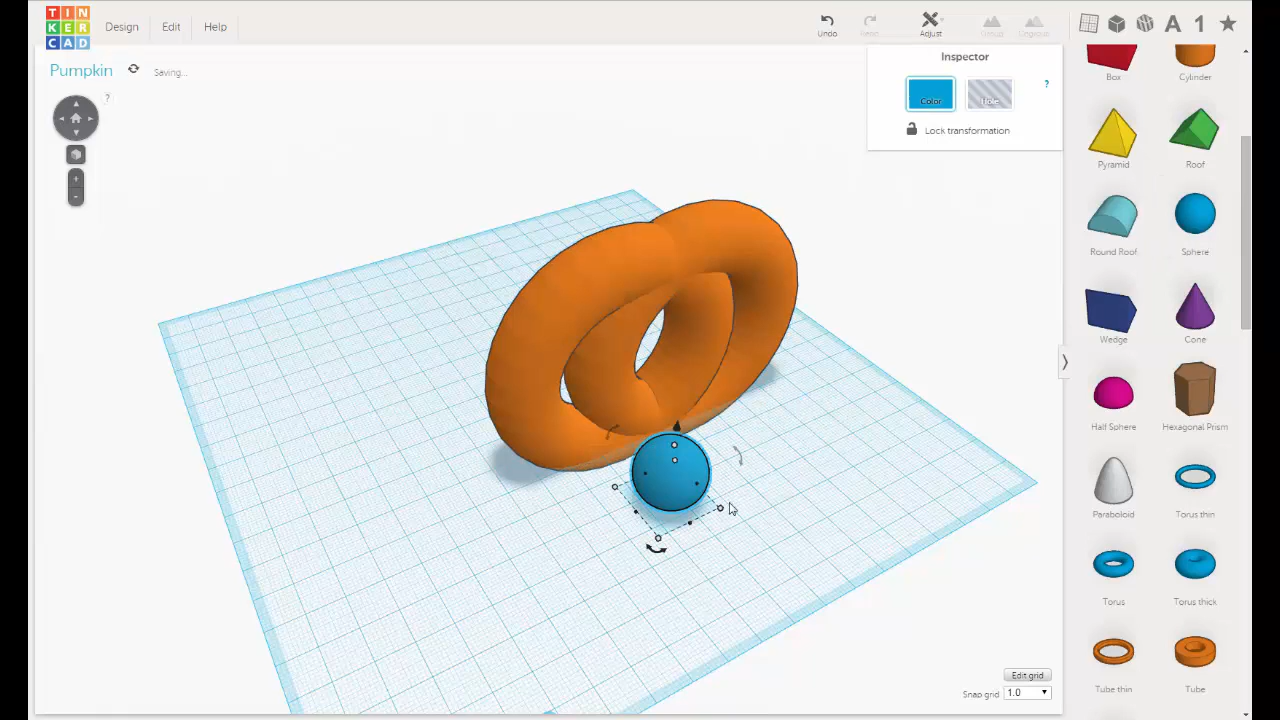 TIN
KER
CAD
Design
Edit
Help
Undo
Redo
Adjust
Group
Ungroup
Pumpkin
Saving...
?
Inspector
Color
Hole
?
Lock transformation
A
1
Box
Cylinder
Pyramid
Roof
Round Roof
Sphere
Wedge
Cone
Half Sphere
Hexagonal Prism
Paraboloid
Torus thin
Torus
Torus thick
Tube thin
Tube
+
-
Edit grid
Snap grid
1.0